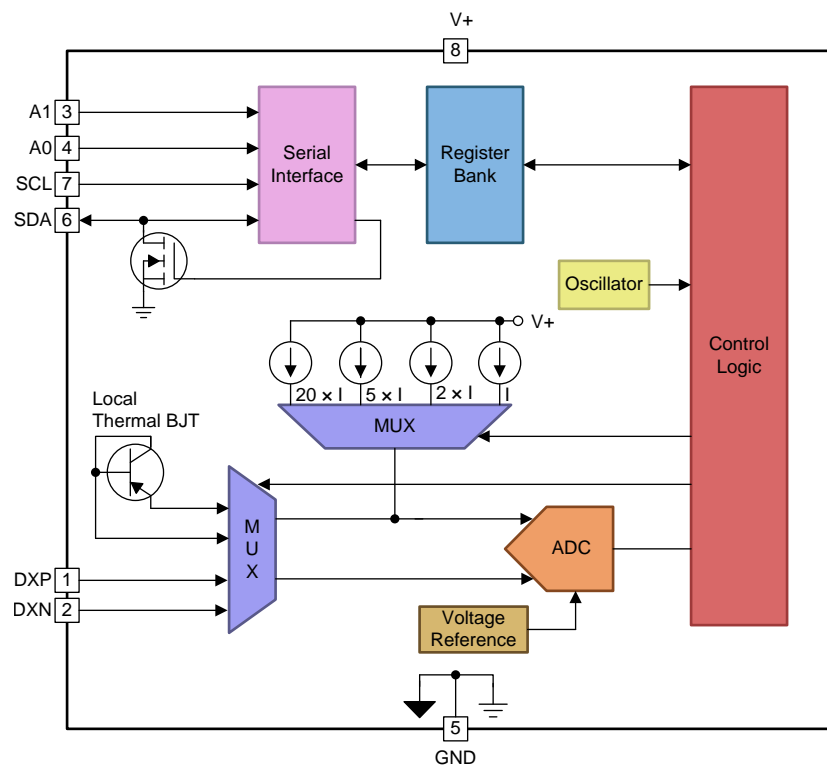 V+
8
A1 3
A0 4
SCL 7
SDA 6
Serial
Interface
Register
Bank
Oscillator
Control
Logic
V+
20 × I
5 × I
2 × I
I
MUX
Local
Thermal BJT
M
U
X
ADC
DXP 1
DXN 2
Voltage
Reference
5
GND